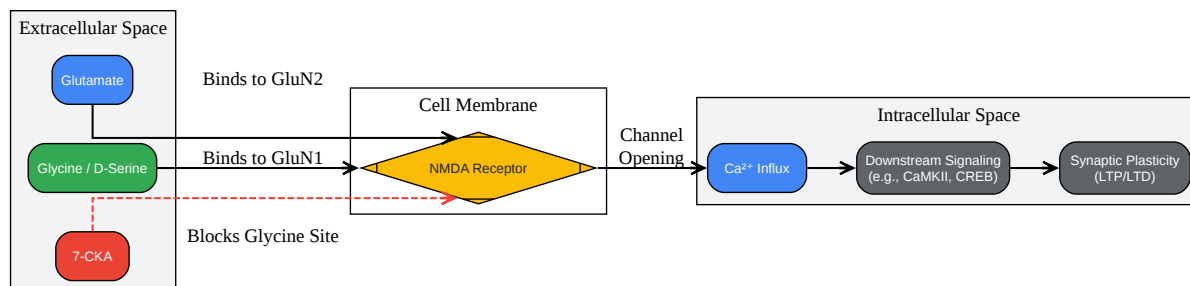 Extracellular Space
Glutamate
Binds to GluN2
Glycine / D-Serine
Binds to GluN1
7-CKA
Blocks Glycine Site
Cell Membrane
NMDA Receptor
Channel
Opening
Intracellular Space
Ca²⁺ Influx
Downstream Signaling
(e.g., CaMKII, CREB)
Synaptic Plasticity
(LTP/LTD)